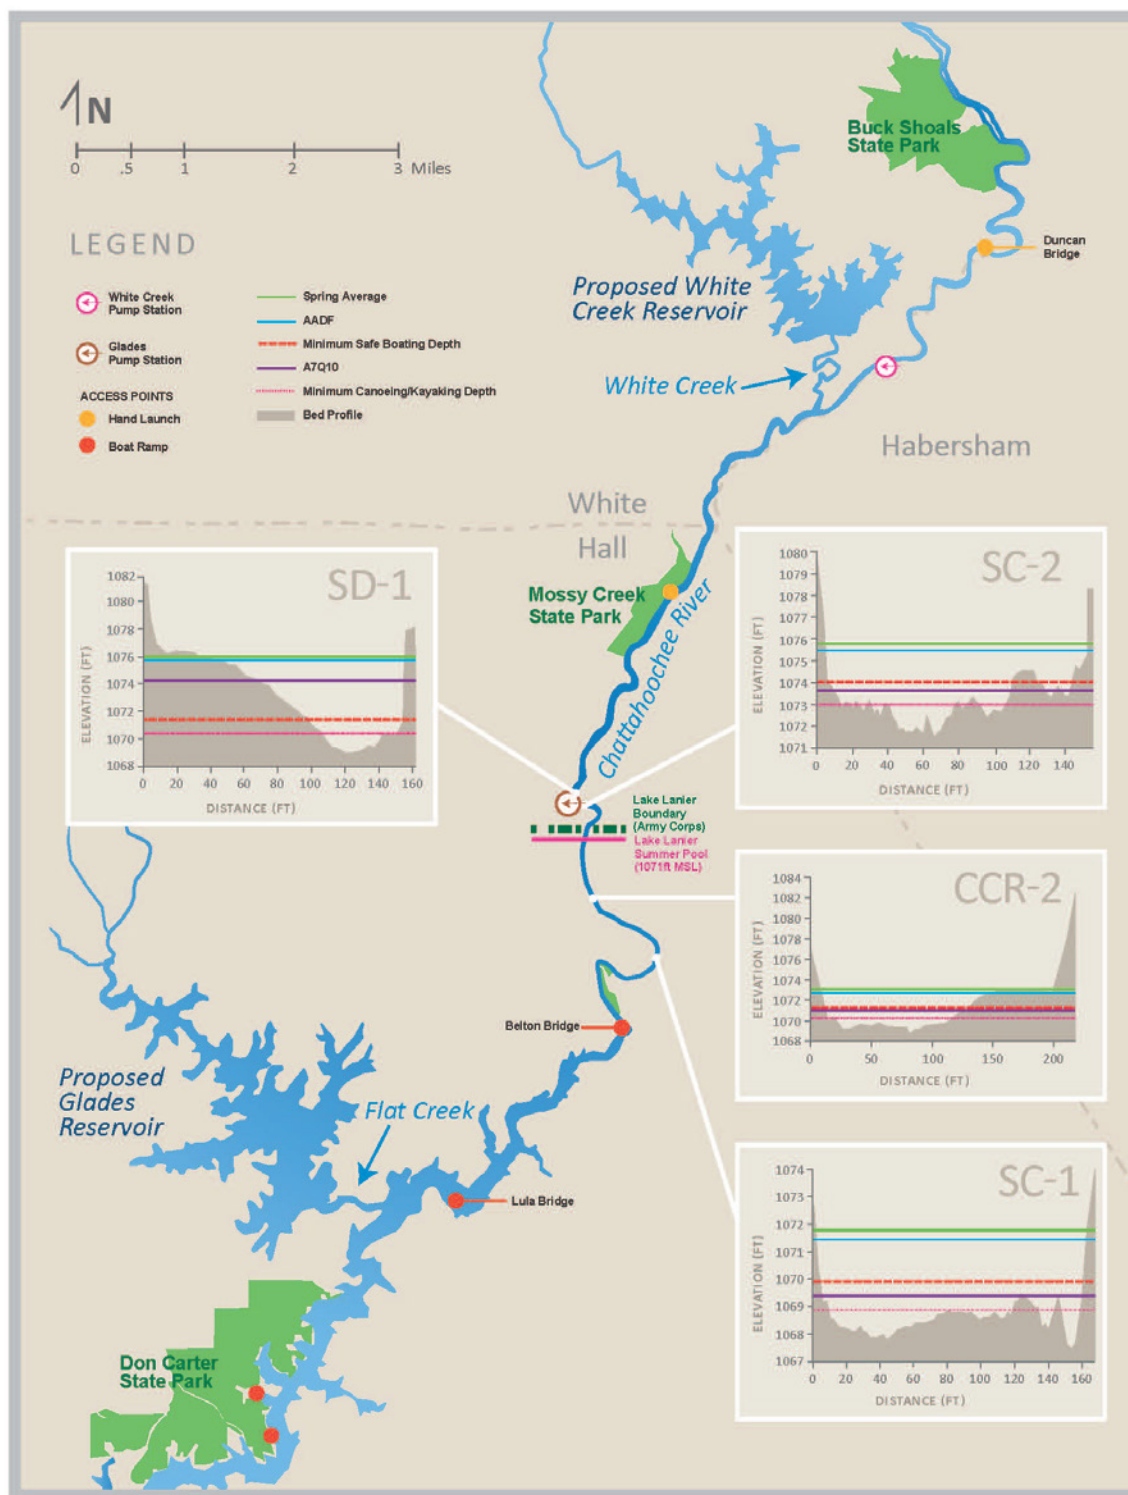 N
0 .5 1 2 3 Miles
LEGEND
White Creek
Pump Station
Glades
Pump Station
ACCESS POINTS
Hand Launch
Boat Ramp
Spring Average
AADF
Minimum Safe Boating Depth
A7Q10
Minimum Canoeing/Kayaking Depth
Bed Profile
Buck Shoals
State Park
Duncan
Bridge
Proposed White
Creek Reservoir
White Creek
Habersham
White
Hall
Mossy Creek
State Park
Chattahoochee River
SD-1
1082
1080
1078
1076
1074
1072
1070
1068
ELEVATION (FT)
0 20 40 60 80 100 120 140 160
DISTANCE (FT)
SC-2
1080
1079
1078
1076
1075
1074
1073
1072
1071
ELEVATION (FT)
0 20 40 60 80 100 120 140
DISTANCE (FT)
Lake Lanier
Boundary
(Army Corps)
Lake Lanier
Summer Pool
(1071ft MSL)
CCR-2
1084
1082
1080
1078
1076
1074
1072
1070
1068
ELEVATION (FT)
0 50 100 150 200
DISTANCE (FT)
Belton Bridge
Proposed
Glades
Reservoir
Flat Creek
Lula Bridge
SC-1
1074
1073
1072
1071
1070
1069
1068
1067
ELEVATION (FT)
0 20 40 60 80 100 120 140 160
DISTANCE (FT)
Don Carter
State Park